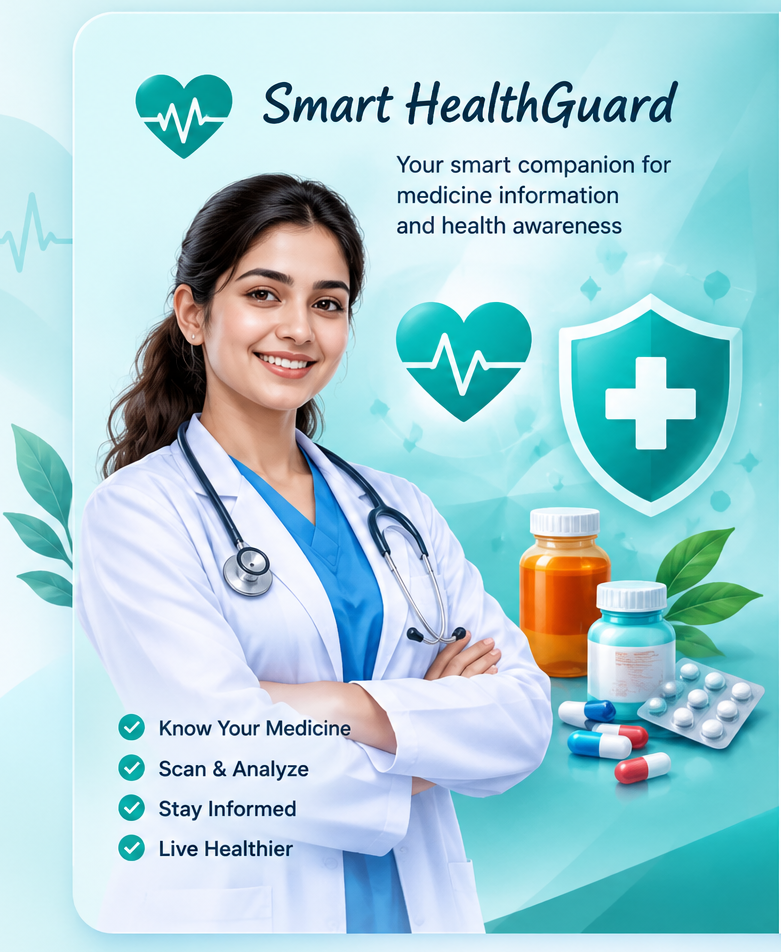 Smart HealthGuard
Your smart companion for
medicine information
and health awareness
Know Your Medicine
Scan & Analyze
Stay Informed
Live Healthier